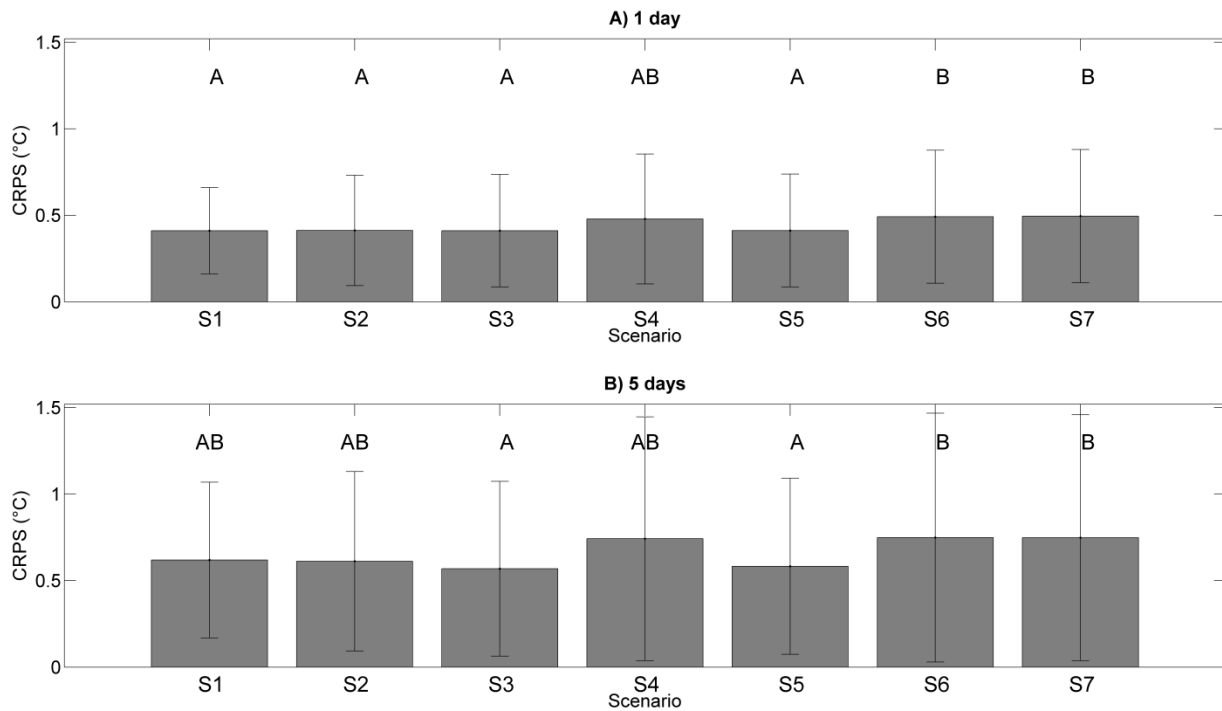 A) 1 day
1.5
A A A AB A B B
1
CRPS (°C)
0.5
0
S1 S2 S3 S4 S5 S6 S7
Scenario
B) 5 days
1.5
AB AB A AB A B B
1
CRPS (°C)
0.5
0
S1 S2 S3 S4 S5 S6 S7
Scenario